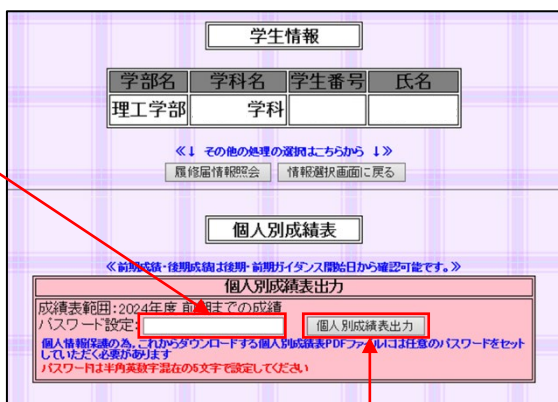 学生情報
学部名 学科名 学生番号 氏名
理工学部 学科
≪↓ その他の処理の選択はこちらから ↓≫
履修届情報照会 情報選択画面に戻る
個人別成績表
≪前期成績・後期成績は後期・前期ガイダンス開始日から確認可能です。≫
個人別成績表出力
成績表範囲:2024年度 前期までの成績
パスワード設定: 個人別成績表出力
個人情報保護の為、これからダウンロードする個人別成績表PDFファイルには任意のパスワードをセット
していただく必要があります
パスワードは半角英数字混在の5文字で設定してください